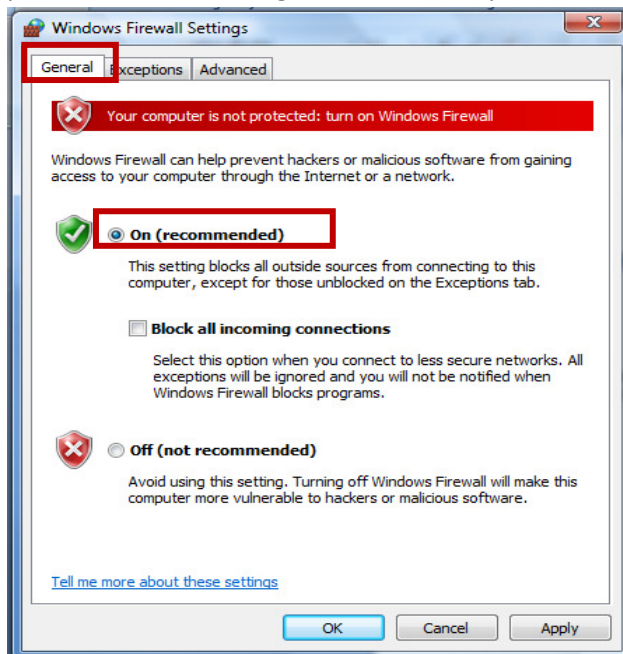 Windows Firewall Settings
General Exceptions Advanced
Your computer is not protected: turn on Windows Firewall
Windows Firewall can help prevent hackers or malicious software from gaining
access to your computer through the Internet or a network.
On (recommended)
This setting blocks all outside sources from connecting to this
computer, except for those unblocked on the Exceptions tab.
Block all incoming connections
Select this option when you connect to less secure networks. All
exceptions will be ignored and you will not be notified when
Windows Firewall blocks programs.
Off (not recommended)
Avoid using this setting. Turning off Windows Firewall will make this
computer more vulnerable to hackers or malicious software.
Tell me more about these settings
OK Cancel Apply